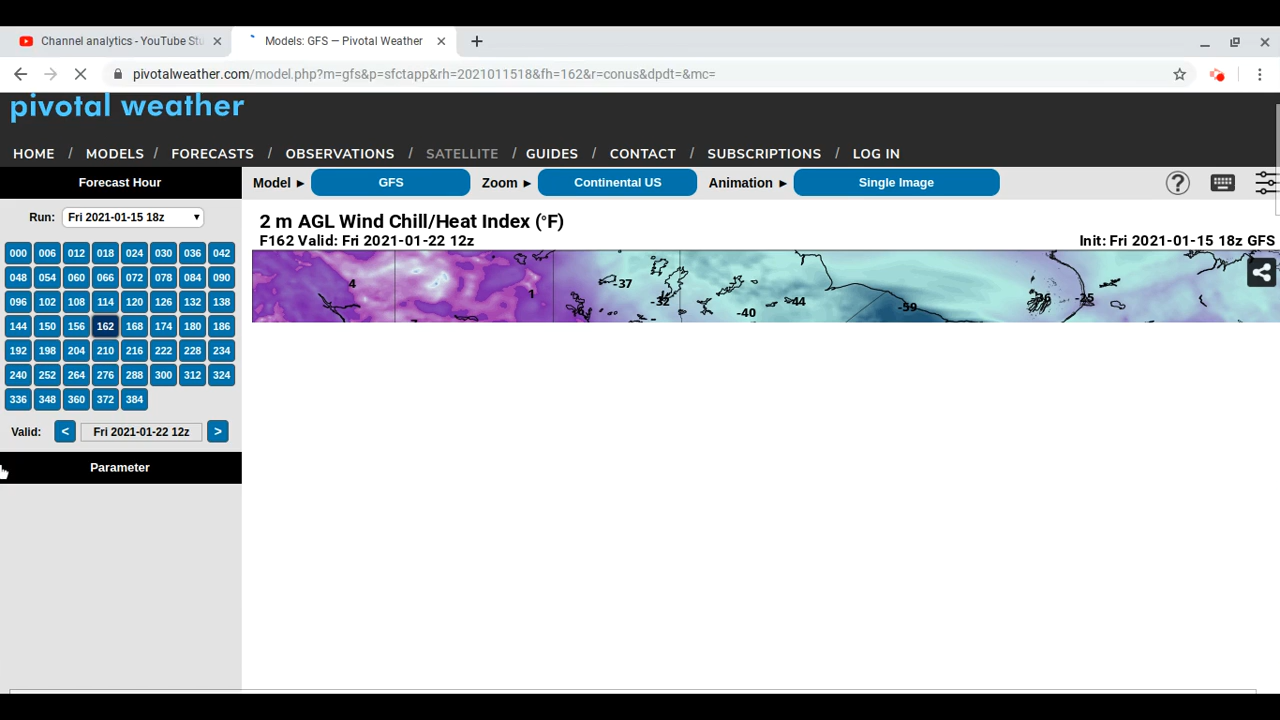 Channel analytics - YouTube Stu
Models: GFS — Pivotal Weather
pivotalweather.com/model.php?m=gfs&p=sfctapp&rh=2021011518&fh=162&r=conus&dpdt=&mc=
pivotal weather
HOME / MODELS / FORECASTS / OBSERVATIONS / SATELLITE / GUIDES / CONTACT / SUBSCRIPTIONS / LOG IN
Forecast Hour
Model ▸ GFS Zoom ▸ Continental US Animation ▸ Single Image
Run: Fri 2021-01-15 18z
000 006 012 018 024 030 036 042
048 054 060 066 072 078 084 090
096 102 108 114 120 126 132 138
144 150 156 162 168 174 180 186
192 198 204 210 216 222 228 234
240 252 264 276 288 300 312 324
336 348 360 372 384
Valid: < Fri 2021-01-22 12z >
Parameter
2 m AGL Wind Chill/Heat Index (°F)
F162 Valid: Fri 2021-01-22 12z
Init: Fri 2021-01-15 18z GFS
4 1 -37 -32 -40 -44 -59 -36 -25